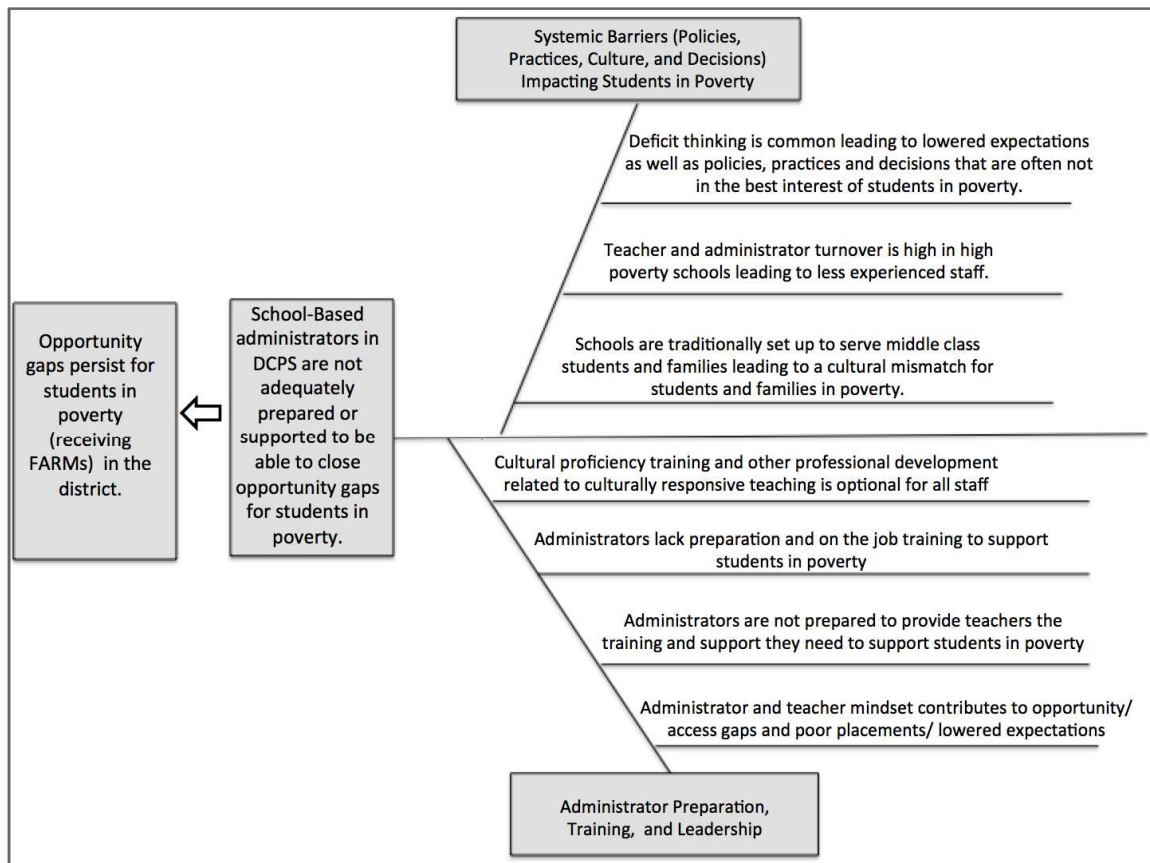 Systemic Barriers (Policies,
Practices, Culture, and Decisions)
Impacting Students in Poverty
Deficit thinking is common leading to lowered expectations
as well as policies, practices and decisions that are often not
in the best interest of students in poverty.
Teacher and administrator turnover is high in high
poverty schools leading to less experienced staff.
Schools are traditionally set up to serve middle class
students and families leading to a cultural mismatch for
students and families in poverty.
Opportunity
gaps persist for
students in
poverty
(receiving
FARMs) in the
district.
School-Based
administrators in
DCPS are not
adequately
prepared or
supported to be
able to close
opportunity gaps
for students in
poverty.
Cultural proficiency training and other professional development
related to culturally responsive teaching is optional for all staff
Administrators lack preparation and on the job training to support
students in poverty
Administrators are not prepared to provide teachers the
training and support they need to support students in poverty
Administrator and teacher mindset contributes to opportunity/
access gaps and poor placements/ lowered expectations
Administrator Preparation,
Training, and Leadership